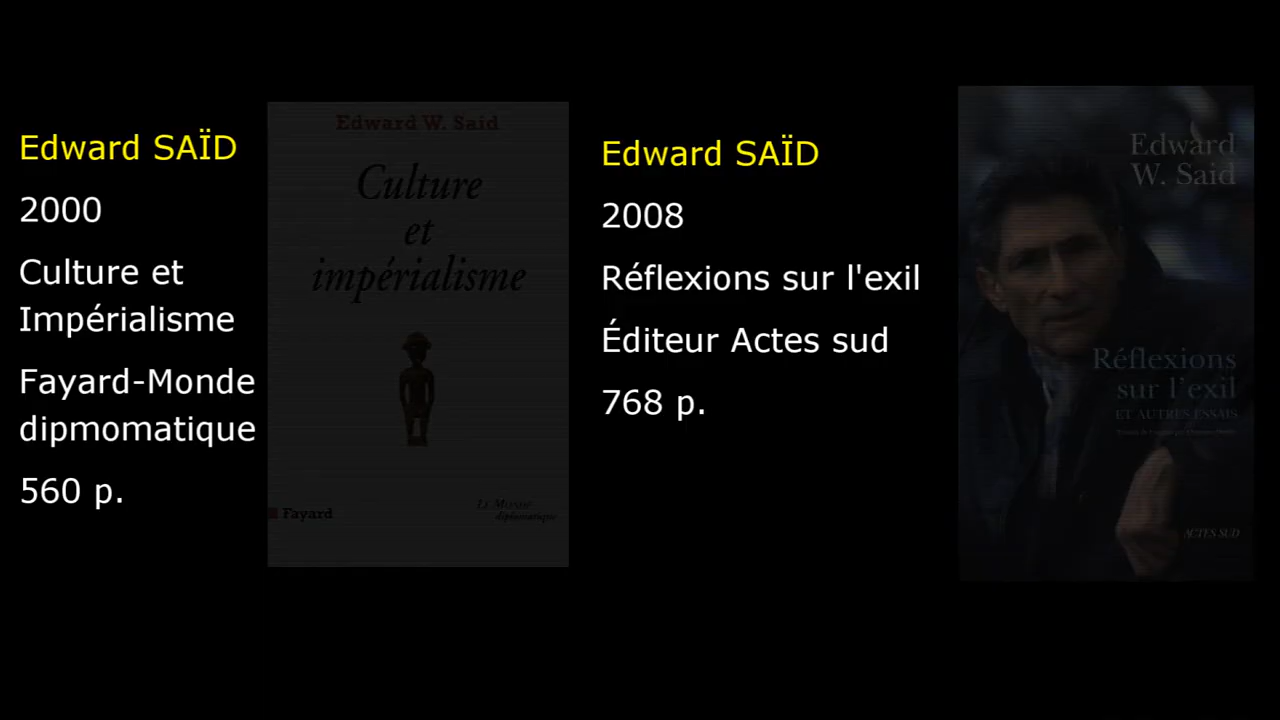 Edward SAÏD
2000
Culture et
Impérialisme
Fayard-Monde
dipmomatique
560 p.
Edward W. Said
Culture
et
impérialisme
Fayard
LE MONDE
diplomatique
Edward SAÏD
2008
Réflexions sur l'exil
Éditeur Actes sud
768 p.
Edward
W. Said
Réflexions
sur l'exil
ET AUTRES ESSAIS
ACTES SUD